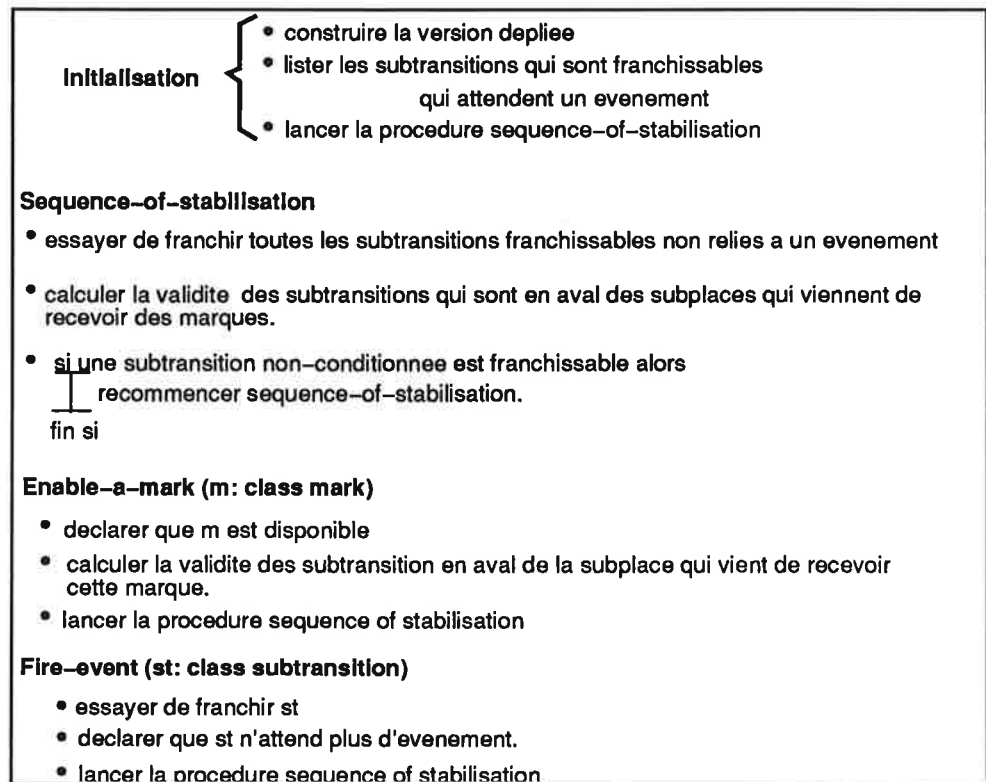 • construire la version depliee
Initialisation • lister les subtransitions qui sont franchissables
qui attendent un evenement
• lancer la procedure sequence-of-stabilisation
Sequence-of-stabilisation
• essayer de franchir toutes les subtransitions franchissables non relies a un evenement
• calculer la validite des subtransitions qui sont en aval des subplaces qui viennent de
recevoir des marques.
• si une subtransition non-conditionnee est franchissable alors
recommencer sequence-of-stabilisation.
fin si
Enable-a-mark (m: class mark)
• declarer que m est disponible
• calculer la validite des subtransition en aval de la subplace qui vient de recevoir
cette marque.
• lancer la procedure sequence of stabilisation
Fire-event (st: class subtransition)
• essayer de franchir st
• declarer que st n'attend plus d'evenement.
• lancer la procedure sequence of stabilisation